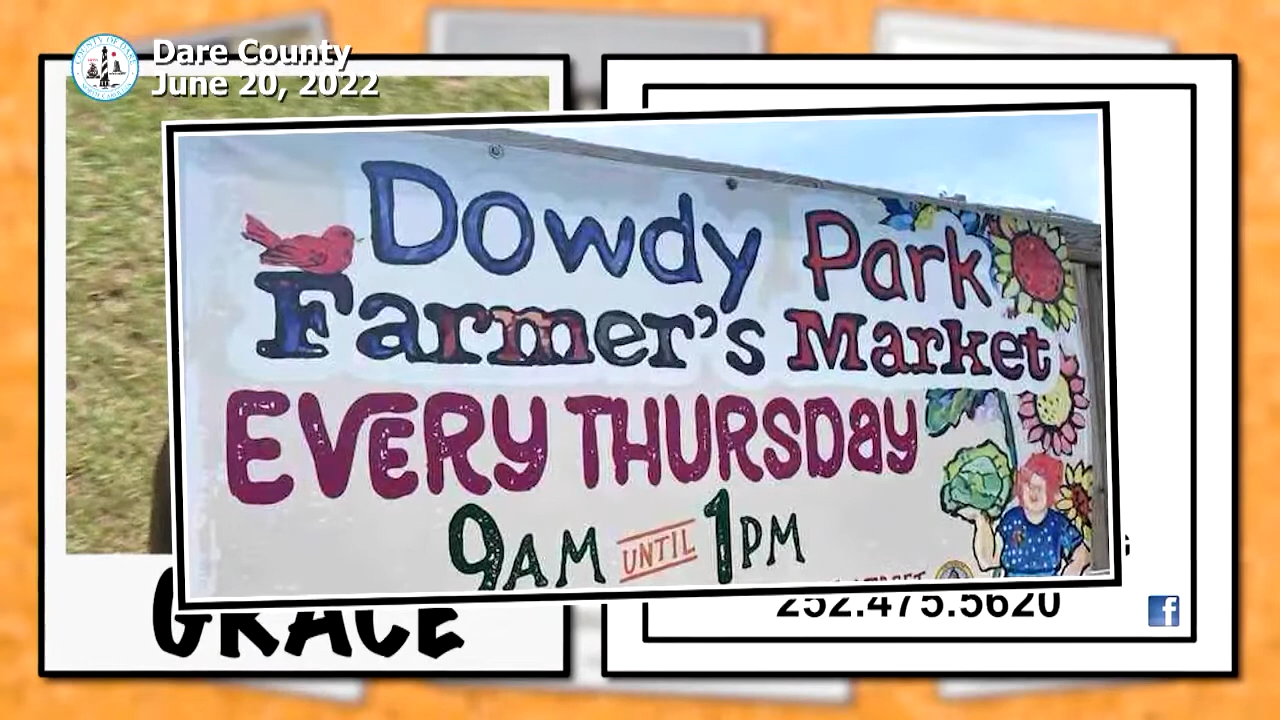 Dare County
June 20, 2022
Dowdy Park
Farmer's Market
EVERY THURSDAY
9AM UNTIL 1PM
GRACE
252.475.5620
f